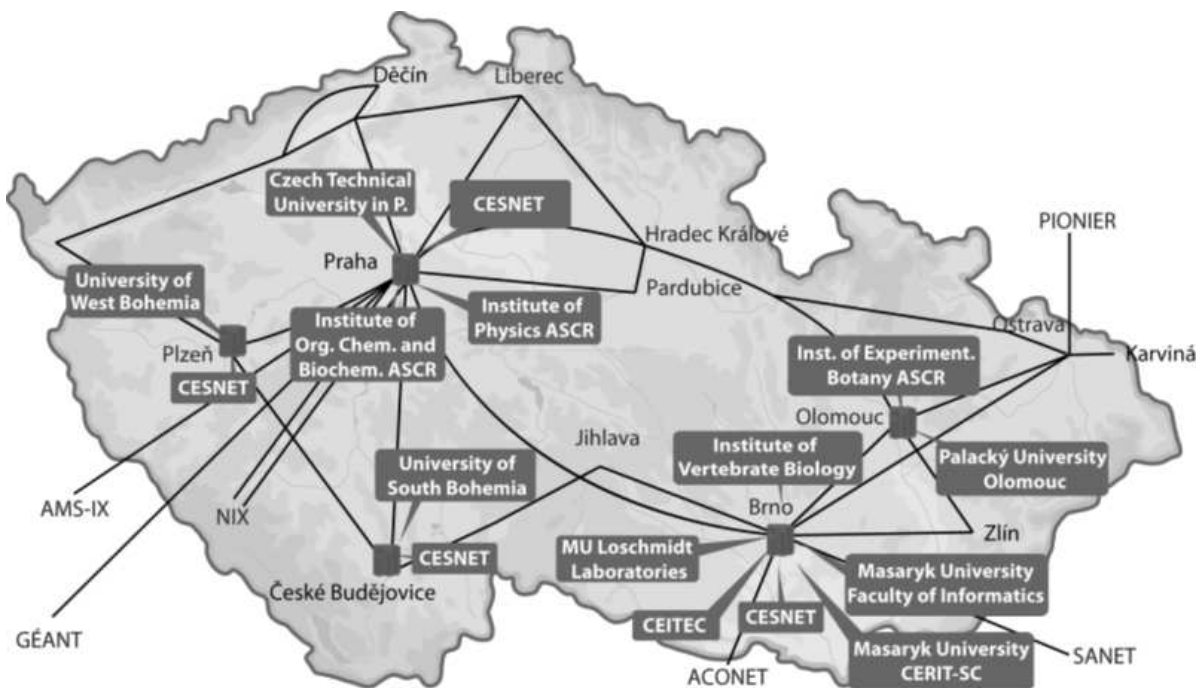 Děčín
Liberec
Czech Technical
University in P.
CESNET
PIONIER
Hradec Králové
Praha
University of
West Bohemia
Pardubice
Institute of
Physics ASCR
Institute of
Org. Chem. and
Biochem. ASCR
Ostrava
Karviná
Plzeň
Inst. of Experiment.
Botany ASCR
CESNET
Olomouc
Jihlava
Institute of
Vertebrate Biology
Palacký University
Olomouc
University of
South Bohemia
AMS-IX
NIX
Brno
Zlín
MU Loschmidt
Laboratories
CESNET
Masaryk University
Faculty of Informatics
České Budějovice
CEITEC
CESNET
GÉANT
Masaryk University
CERIT-SC
SANET
ACONET